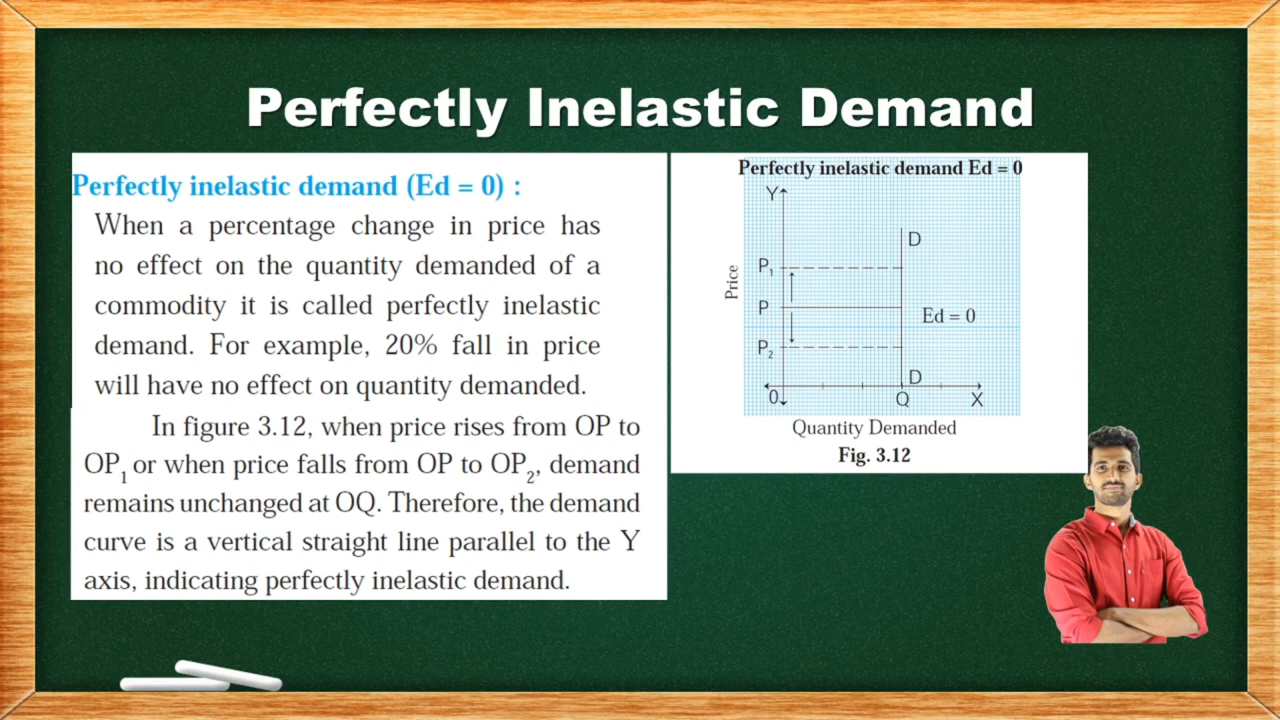 Perfectly Inelastic Demand
Perfectly inelastic demand (Ed = 0) :
When a percentage change in price has
no effect on the quantity demanded of a
commodity it is called perfectly inelastic
demand. For example, 20% fall in price
will have no effect on quantity demanded.
In figure 3.12, when price rises from OP to
OP₁ or when price falls from OP to OP₂, demand
remains unchanged at OQ. Therefore, the demand
curve is a vertical straight line parallel to the Y
axis, indicating perfectly inelastic demand.
Perfectly inelastic demand Ed = 0
Y
D
P₁
Price
P
Ed = 0
P₂
D
0
Q
X
Quantity Demanded
Fig. 3.12